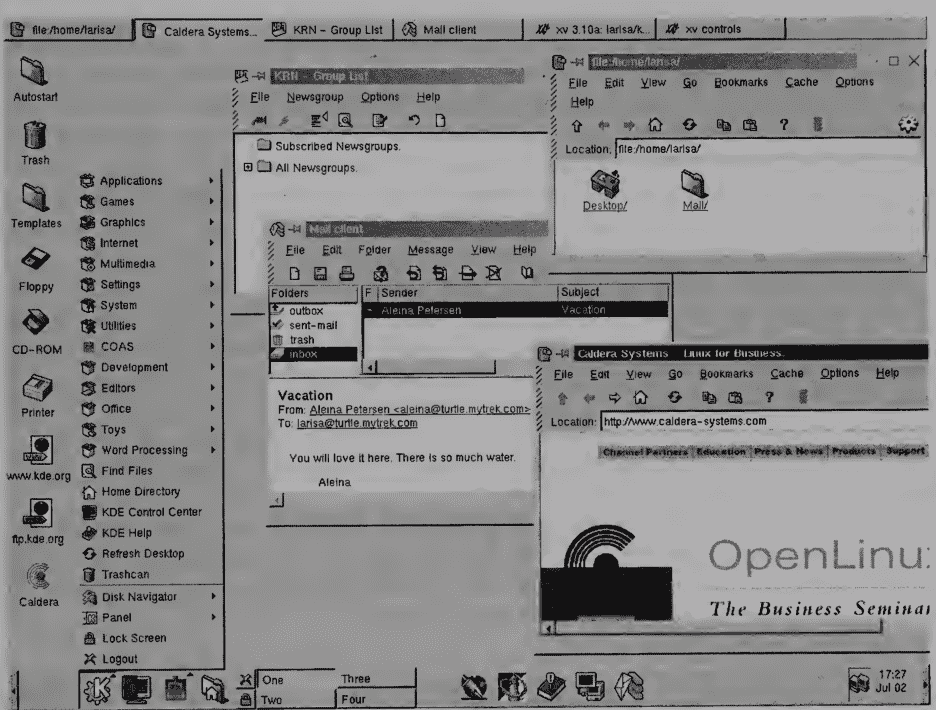 file:/home/larisa/
Caldera Systems...
KRN - Group List
Mail client
xv 3.10a: larisa/k...
xv controls
Autostart
Trash
Templates
Floppy
CD-ROM
Printer
www.kde.org
ftp.kde.org
Caldera
Applications
Games
Graphics
Internet
Multimedia
Settings
System
Utilities
COAS
Development
Editors
Office
Toys
Word Processing
Find Files
Home Directory
KDE Control Center
KDE Help
Refresh Desktop
Trashcan
Disk Navigator
Panel
Lock Screen
Logout
KRN - Group List
File Newsgroup Options Help
Subscribed Newsgroups.
All Newsgroups.
file:/home/larisa/
File Edit View Go Bookmarks Cache Options
Help
Location: file:/home/larisa/
Desktop/ Mail/
Mail client
File Edit Folder Message View Help
Folders F Sender Subject
outbox - Aleina Petersen Vacation
sent-mail
trash
inbox
Vacation
From: Aleina Petersen <aleina@turtle.mytrek.com>
To: larisa@turtle.mytrek.com
You will love it here. There is so much water.
Aleina
Caldera Systems Linux for Business.
File Edit View Go Bookmarks Cache Options Help
Location: http://www.caldera-systems.com
Channel Partners Education Press & News Products Support
OpenLinu
The Business Seminar
One Three
Two Four
17:27
Jul 02